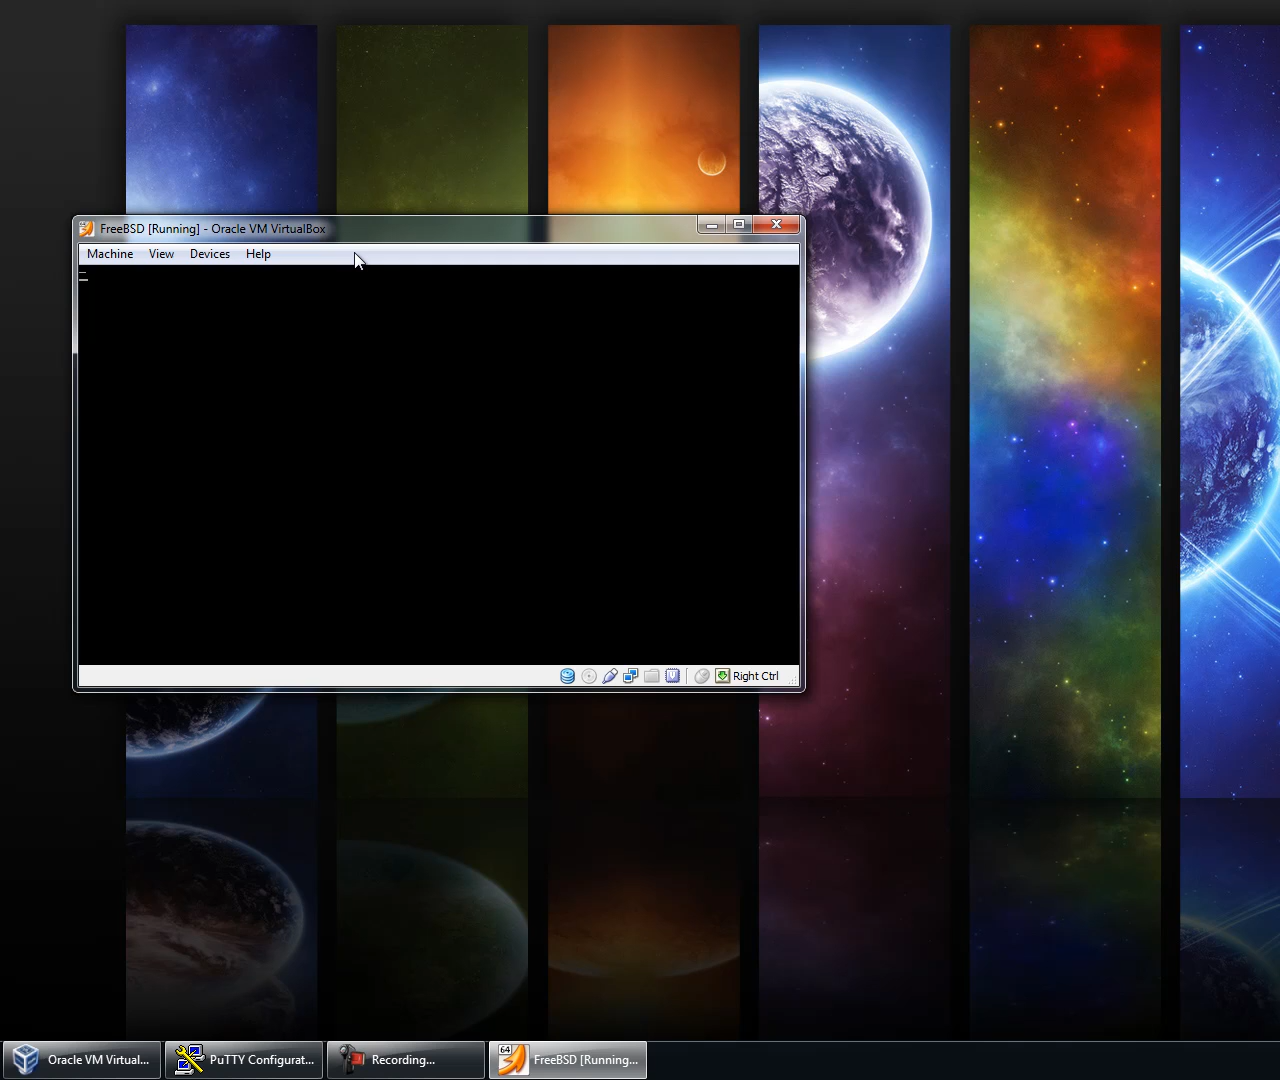 FreeBSD [Running] - Oracle VM VirtualBox
Machine View Devices Help
Right Ctrl
Oracle VM Virtual... PuTTY Configurat... Recording... 64 FreeBSD [Running...